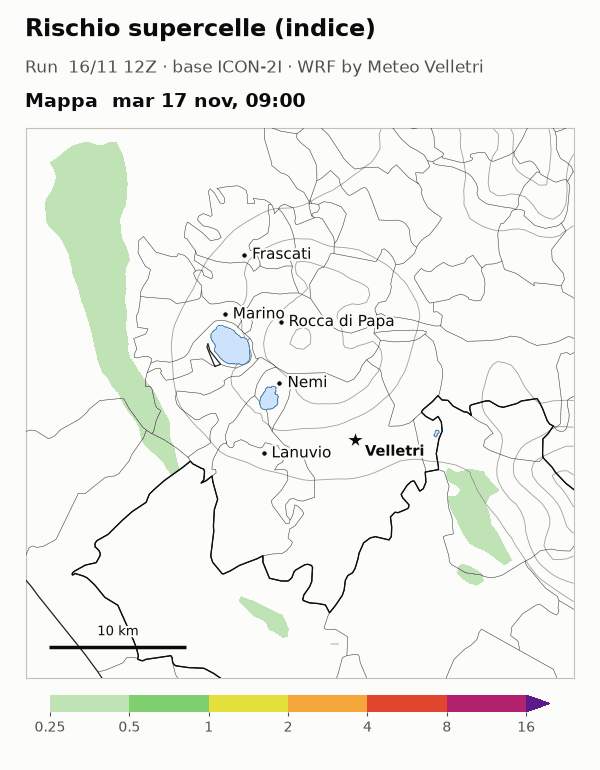 Rischio supercelle (indice)
Run  16/11 12Z · base ICON-2I · WRF by Meteo Velletri
Mappa  mar 17 nov, 09:00
Frascati
Marino
Rocca di Papa
Nemi
Velletri
Lanuvio
10 km
0.25 0.5 1 2 4 8 16